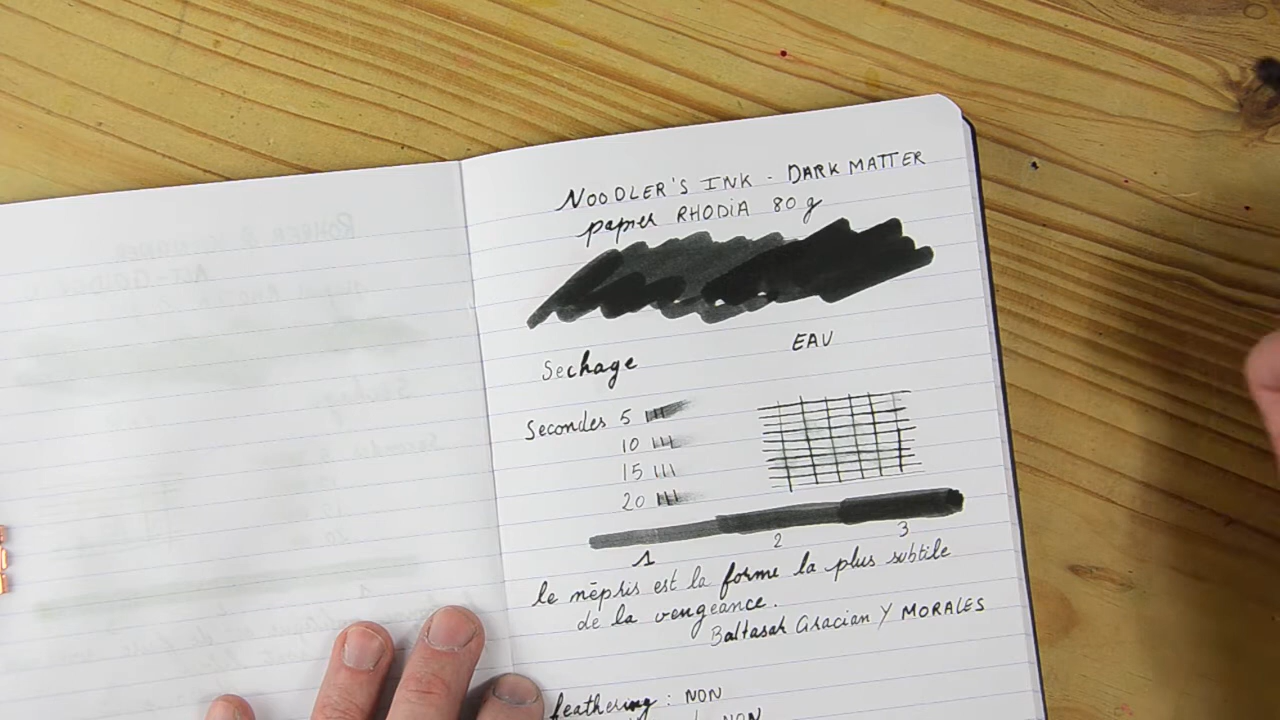 NOODLER'S INK - DARK MATTER
papier RHODIA 80 g
EAU
Sechage
Secondes 5
10
15
20
1 2 3
le mépris est la forme la plus subtile
de la vengeance.
Baltasar Gracian Y MORALES
feathering : NON
NON